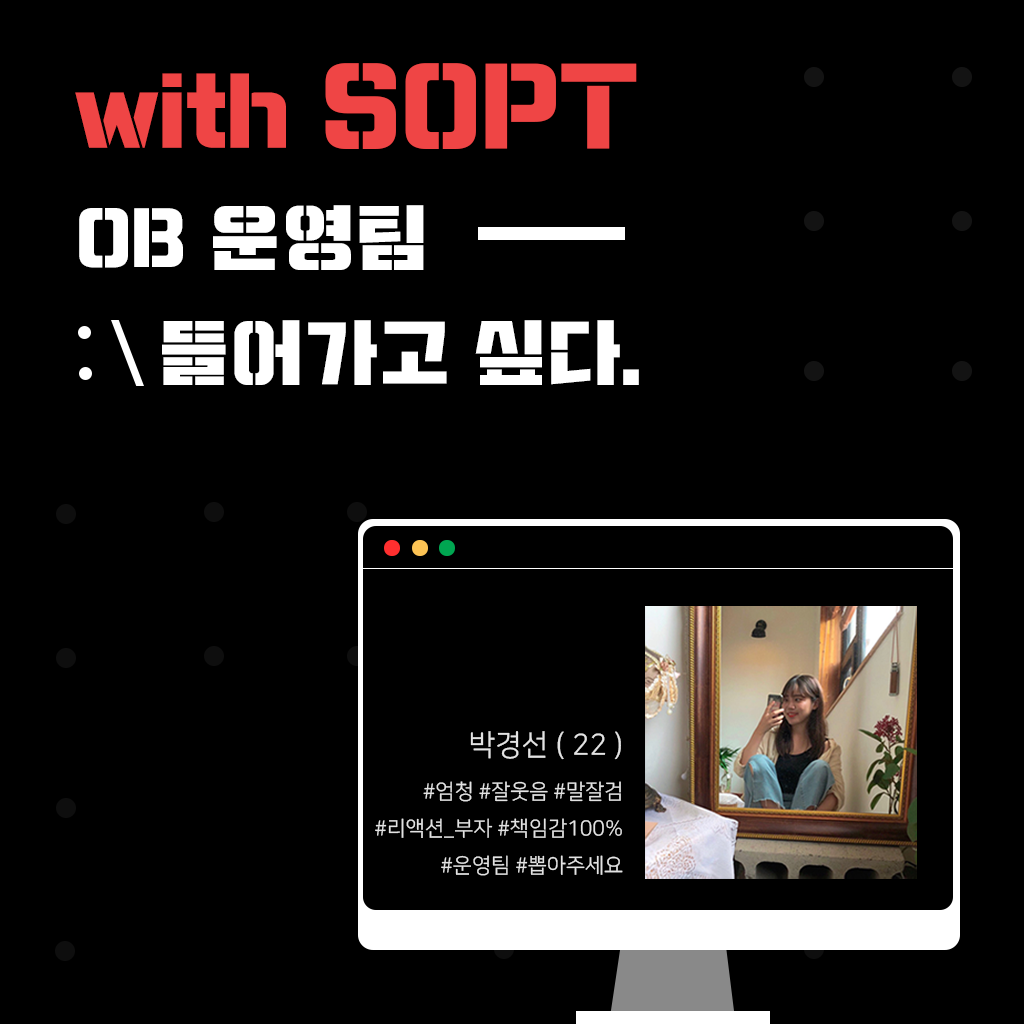 with SOPT
OB 운영팀 —
:\ 들어가고 싶다.
박경선 ( 22 )
#엄청 #잘웃음 #말잘검
#리액션_부자 #책임감100%
#운영팀 #뽑아주세요